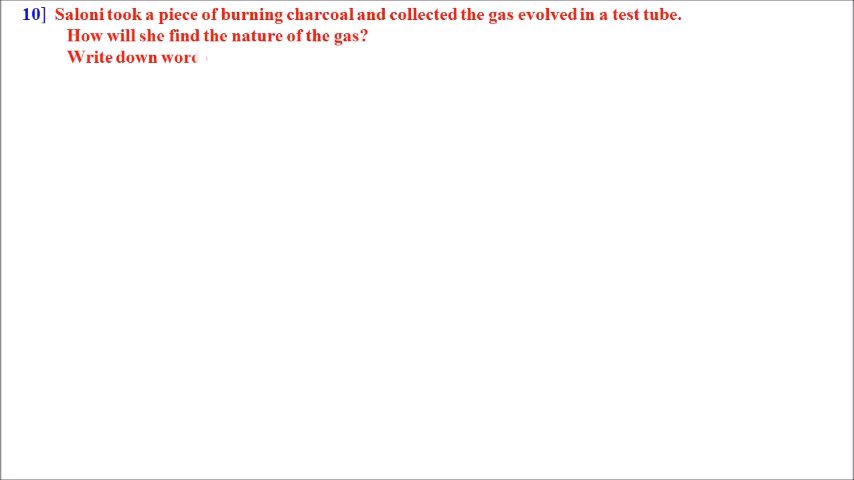 10] Saloni took a piece of burning charcoal and collected the gas evolved in a test tube.
How will she find the nature of the gas?
Write down word